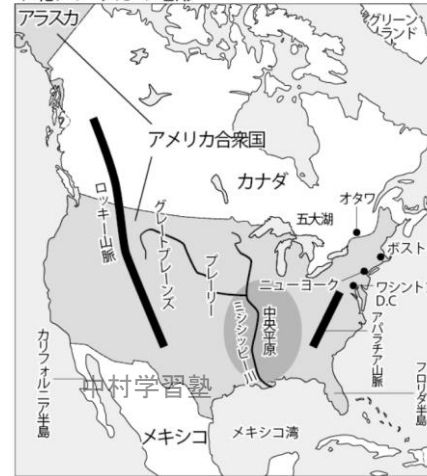 アラスカ
グリーン
ランド
アメリカ合衆国
カナダ
ロッキー山脈
グレートプレーンズ
プレーリー
五大湖
オタワ
ボスト
ニューヨーク
ワシント
D.C
中央平原
ミシシッピー川
アパラチア山脈
カリフォルニア半島
フロリダ半島
中村学習塾
メキシコ
メキシコ湾